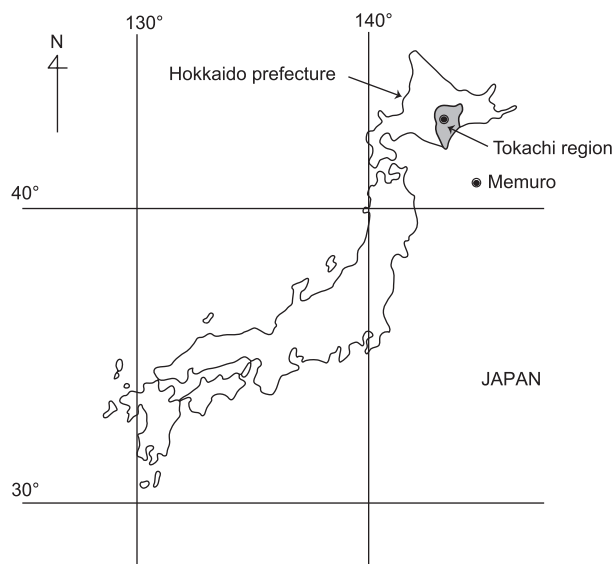 130°
140°
N
Hokkaido prefecture
Tokachi region
Memuro
40°
JAPAN
30°